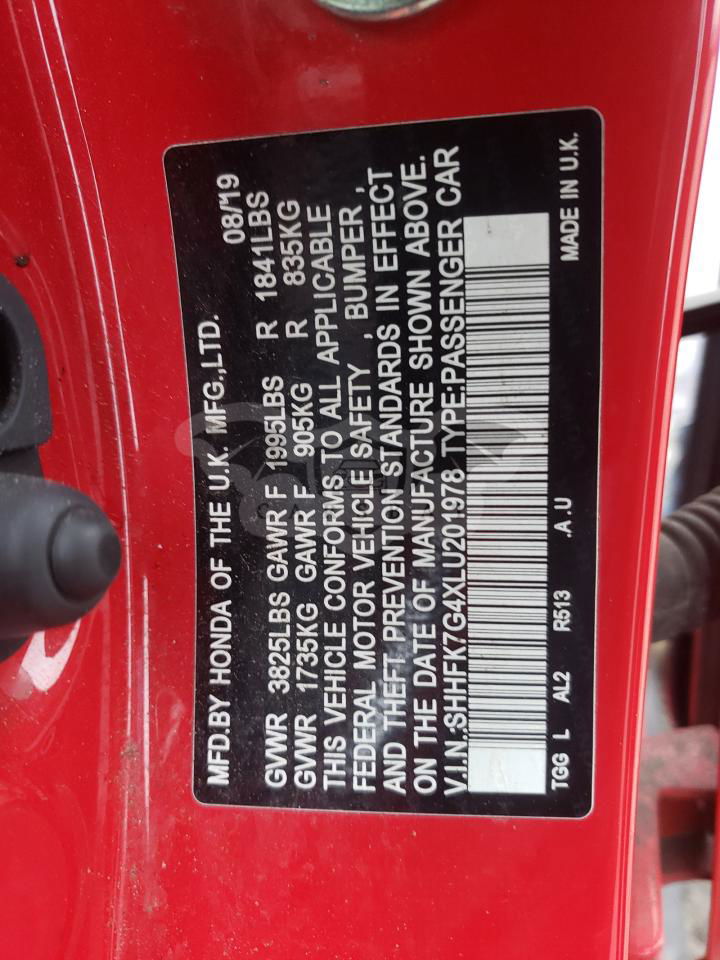 MFD.BY HONDA OF THE U.K. MFG.,LTD. 08/19
GVWR 3825LBS GAWR F 1995LBS R 1841LBS
GVWR 1735KG GAWR F 905KG R 835KG
THIS VEHICLE CONFORMS TO ALL APPLICABLE
FEDERAL MOTOR VEHICLE SAFETY , BUMPER ,
AND THEFT PREVENTION STANDARDS IN EFFECT
ON THE DATE OF MANUFACTURE SHOWN ABOVE.
V.I.N.:SHHFK7G4XLU201978 TYPE:PASSENGER CAR
TGG L AL2 R513 .A .U MADE IN U.K.